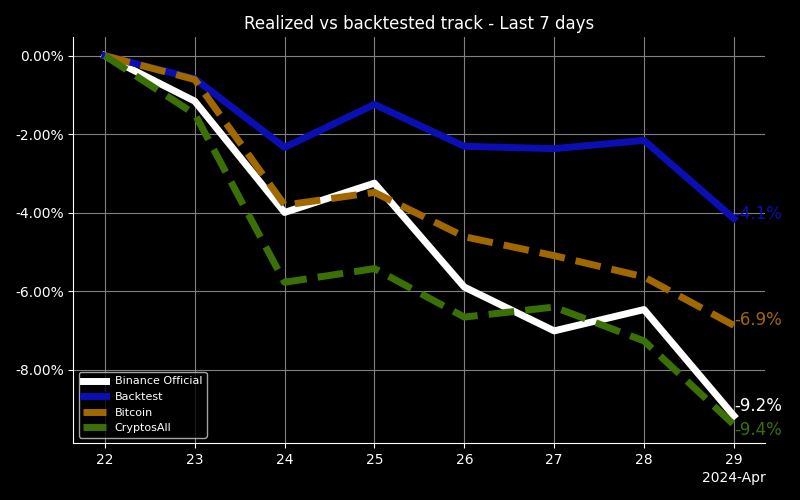 Realized vs backtested track - Last 7 days
0.00%
-2.00%
-4.00%
-6.00%
-8.00%
-4.1%
-6.9%
-9.2%
-9.4%
Binance Official
Backtest
Bitcoin
CryptosAll
22 23 24 25 26 27 28 29
2024-Apr